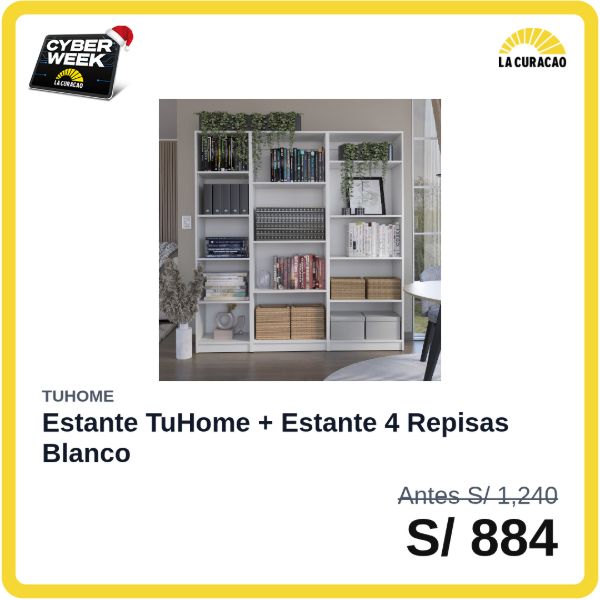 CYBER
WEEK
LA CURACAO
LA CURACAO
TUHOME
Estante TuHome + Estante 4 Repisas
Blanco
Antes S/ 1,240
S/ 884